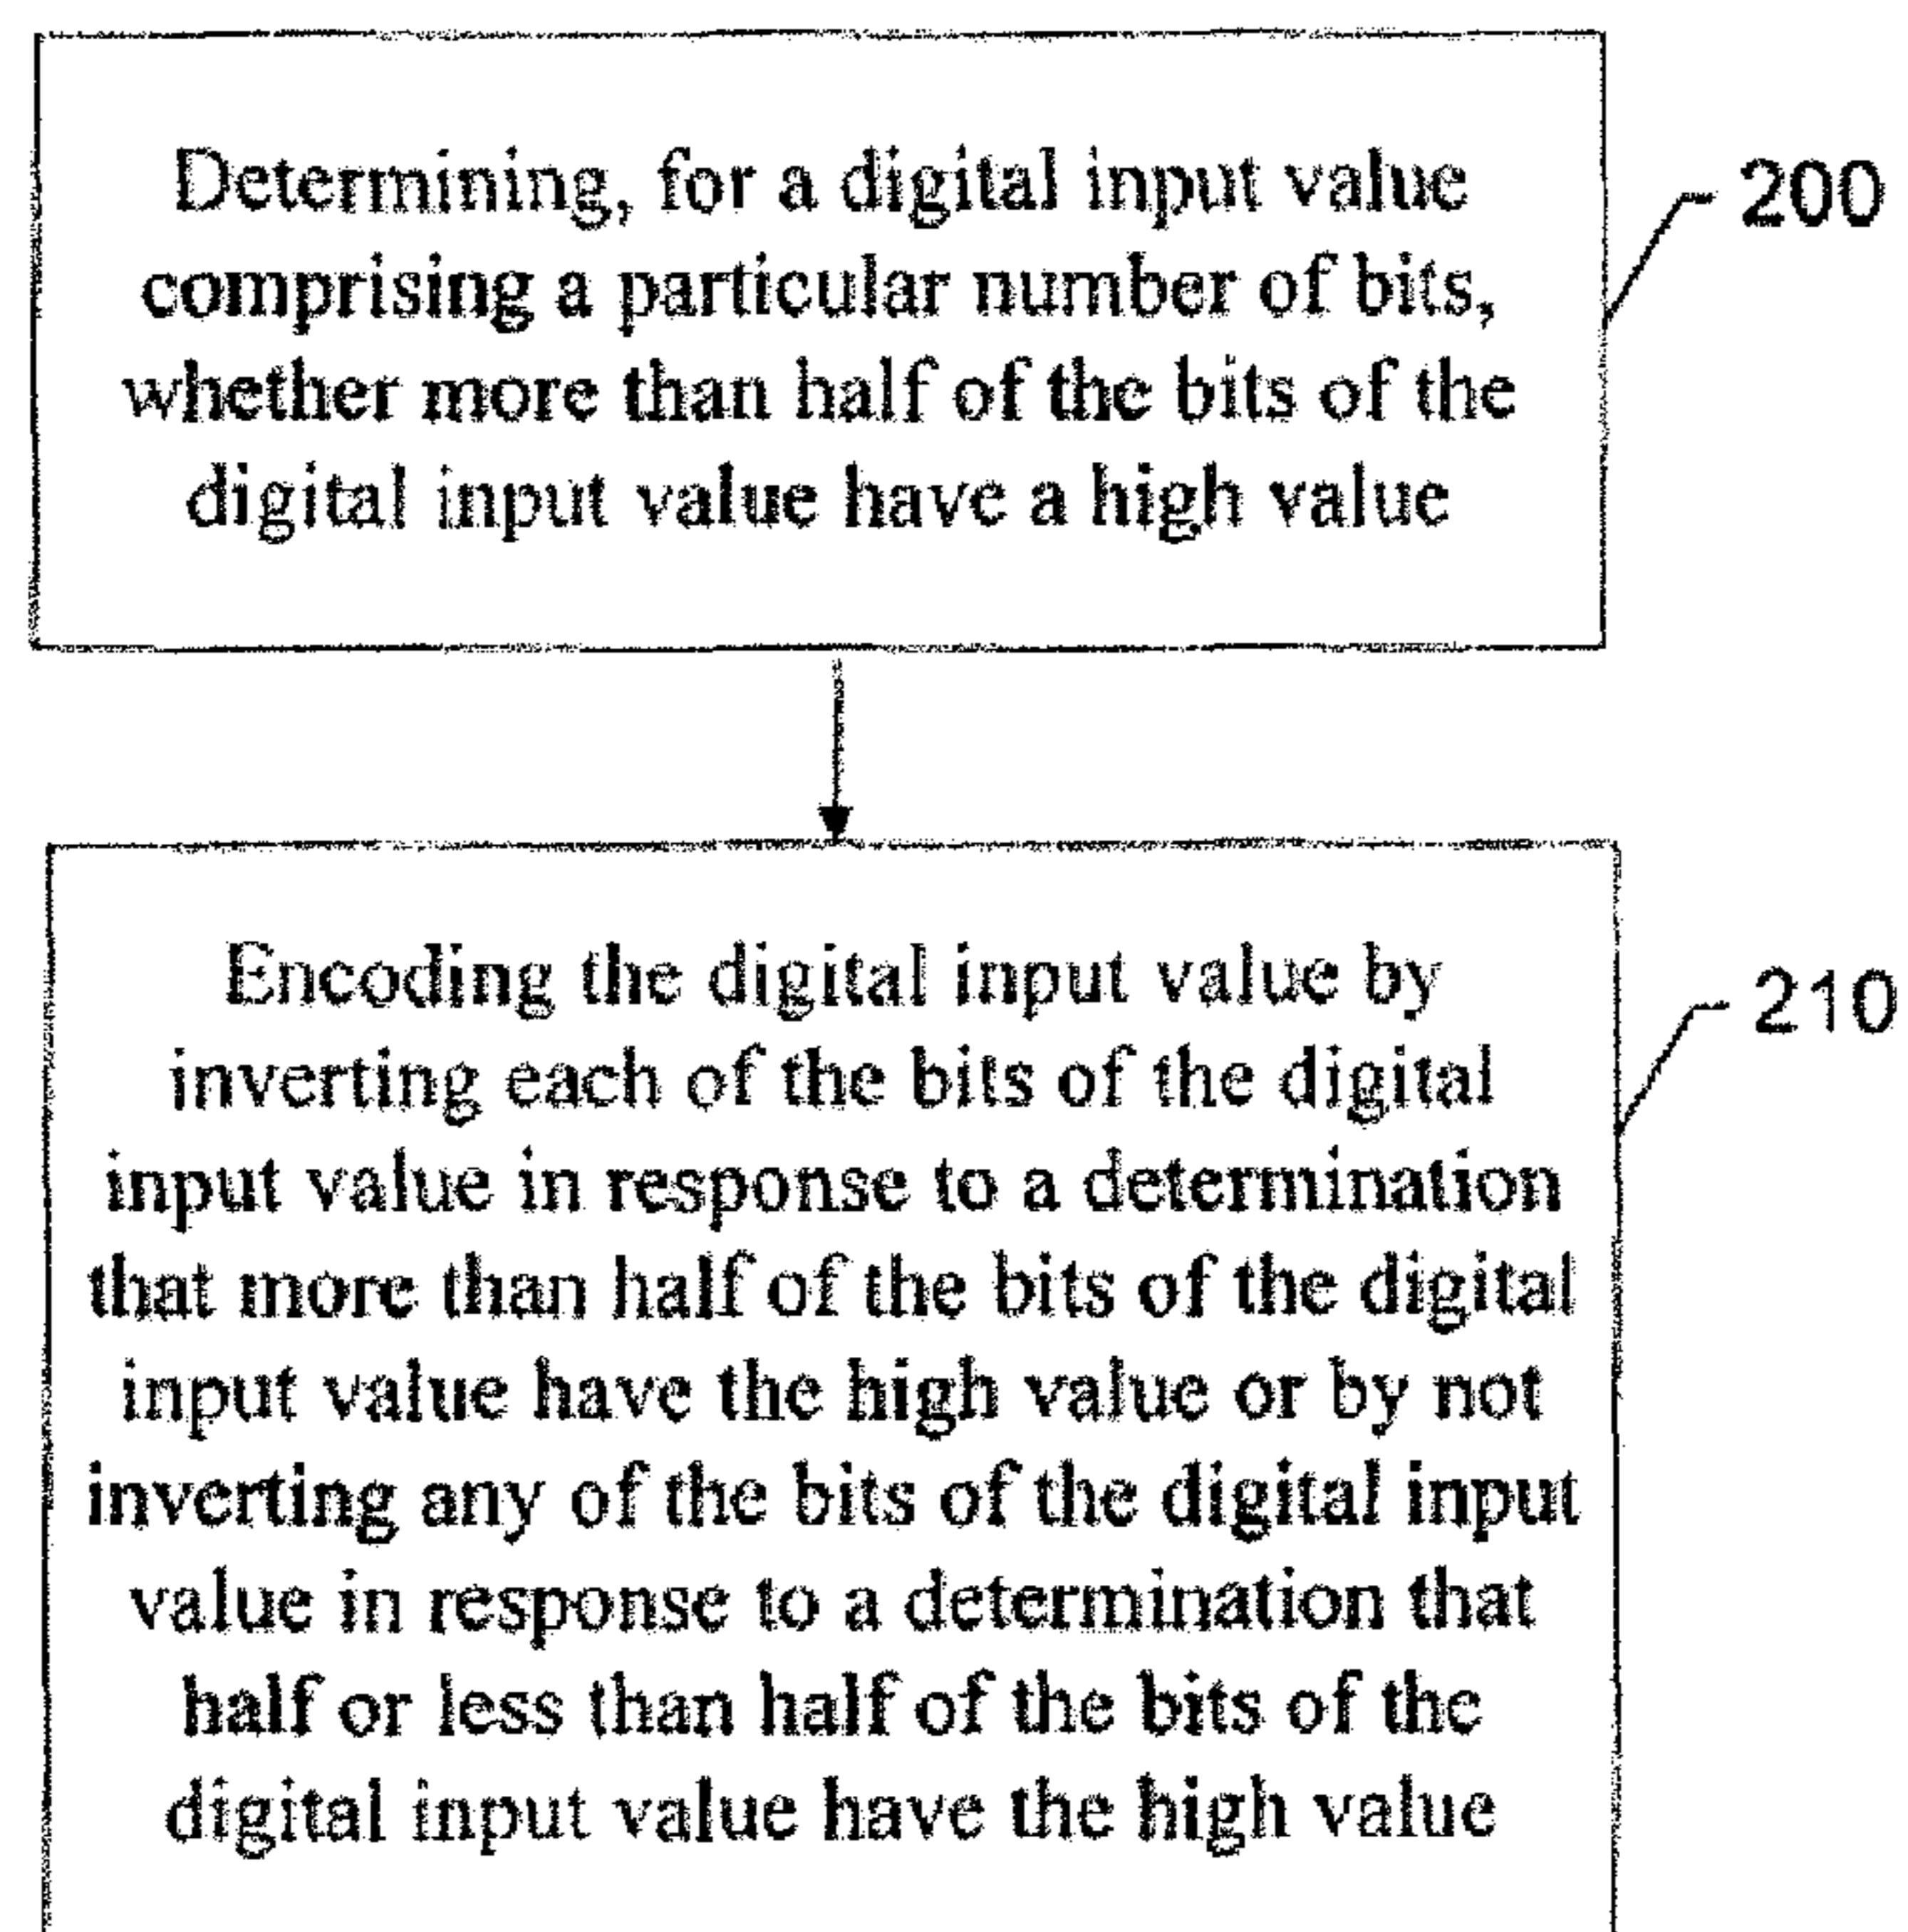 Determining, for a digital input value
comprising a particular number of bits,
whether more than half of the bits of the
digital input value have a high value
200
Encoding the digital input value by
inverting each of the bits of the digital
input value in response to a determination
that more than half of the bits of the digital
input value have the high value or by not
inverting any of the bits of the digital input
value in response to a determination that
half or less than half of the bits of the
digital input value have the high value
210